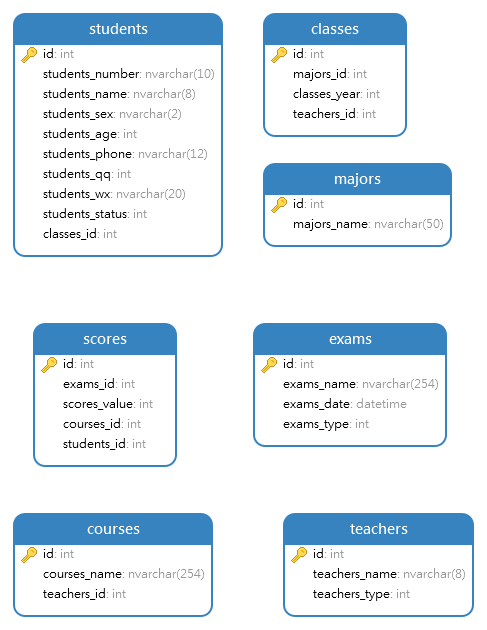 students
id: int
students_number: nvarchar(10)
students_name: nvarchar(8)
students_sex: nvarchar(2)
students_age: int
students_phone: nvarchar(12)
students_qq: int
students_wx: nvarchar(20)
students_status: int
classes_id: int
classes
id: int
majors_id: int
classes_year: int
teachers_id: int
majors
id: int
majors_name: nvarchar(50)
scores
id: int
exams_id: int
scores_value: int
courses_id: int
students_id: int
exams
id: int
exams_name: nvarchar(254)
exams_date: datetime
exams_type: int
courses
id: int
courses_name: nvarchar(254)
teachers_id: int
teachers
id: int
teachers_name: nvarchar(8)
teachers_type: int